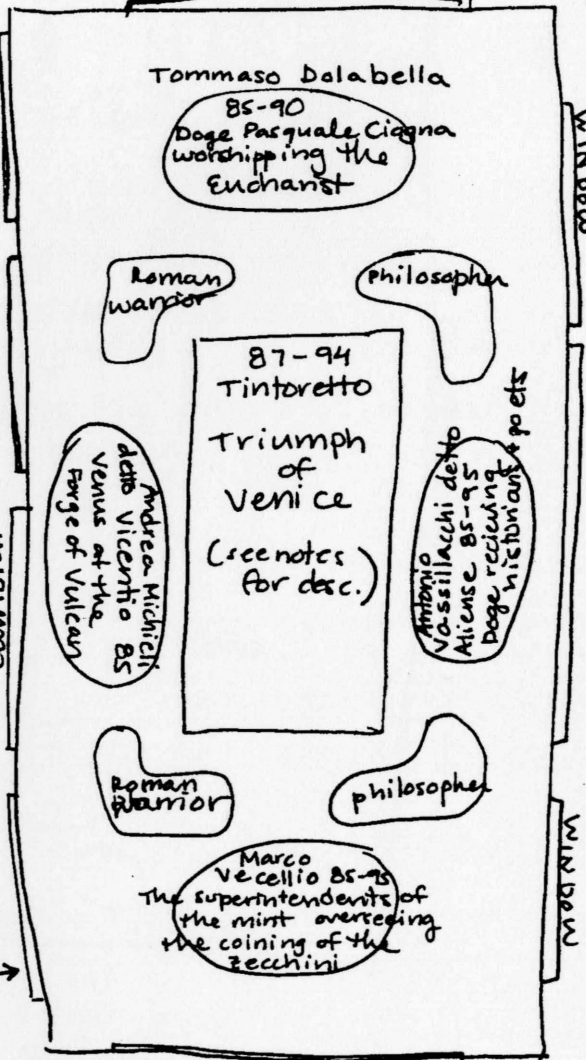 Tommaso Dolabella
85-90
Doge Pasquale Ciogna
worshipping the
Eucharist
WINDOW
Roman
warrior
philosopher
87-94
Tintoretto
Triumph
of
Venice
(see notes
for desc.)
Andrea Michieli
detto Vicentio 85
Venus at the
Forge of Vulcan
Antonio
Vassillacchi detto
Aliense 85-95
Doge recieving
historians + poets
Roman
warrior
philosopher
WINDOW
Marco
Vecellio 85-95
The superintendents of
the mint overseeing
the coining of the
zecchini